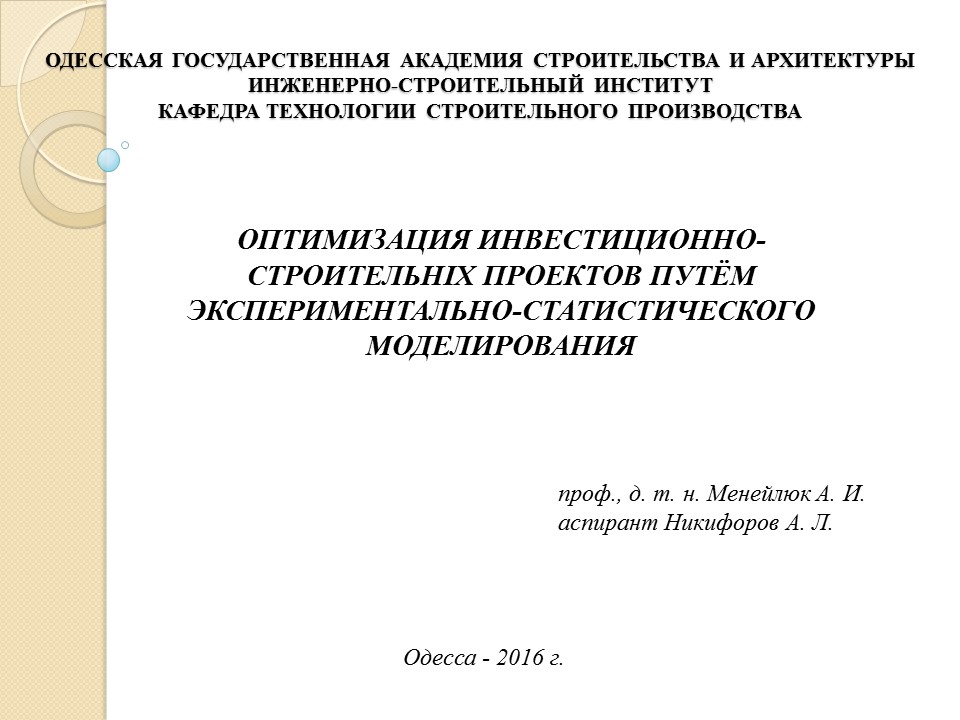 ОДЕССКАЯ ГОСУДАРСТВЕННАЯ АКАДЕМИЯ СТРОИТЕЛЬСТВА И АРХИТЕКТУРЫ
ИНЖЕНЕРНО-СТРОИТЕЛЬНЫЙ ИНСТИТУТ
КАФЕДРА ТЕХНОЛОГИИ СТРОИТЕЛЬНОГО ПРОИЗВОДСТВА
ОПТИМИЗАЦИЯ ИНВЕСТИЦИОННО-
СТРОИТЕЛЬНІХ ПРОЕКТОВ ПУТЁМ
ЭКСПЕРИМЕНТАЛЬНО-СТАТИСТИЧЕСКОГО
МОДЕЛИРОВАНИЯ
проф., д. т. н. Менейлюк А. И.
аспирант Никифоров А. Л.
Одесса - 2016 г.